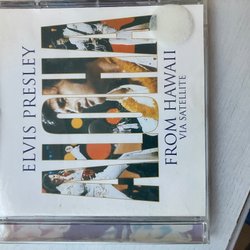 ELVIS PRESLEY
ALOHA
FROM HAWAII
VIA SATELLITE